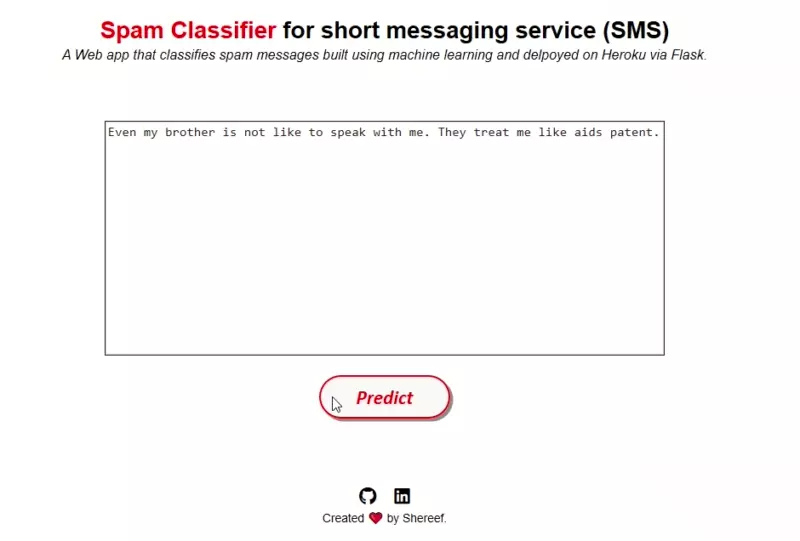 Spam Classifier for short messaging service (SMS)
A Web app that classifies spam messages built using machine learning and delpoyed on Heroku via Flask.
Even my brother is not like to speak with me. They treat me like aids patent.
Predict
in
Created by Shereef.